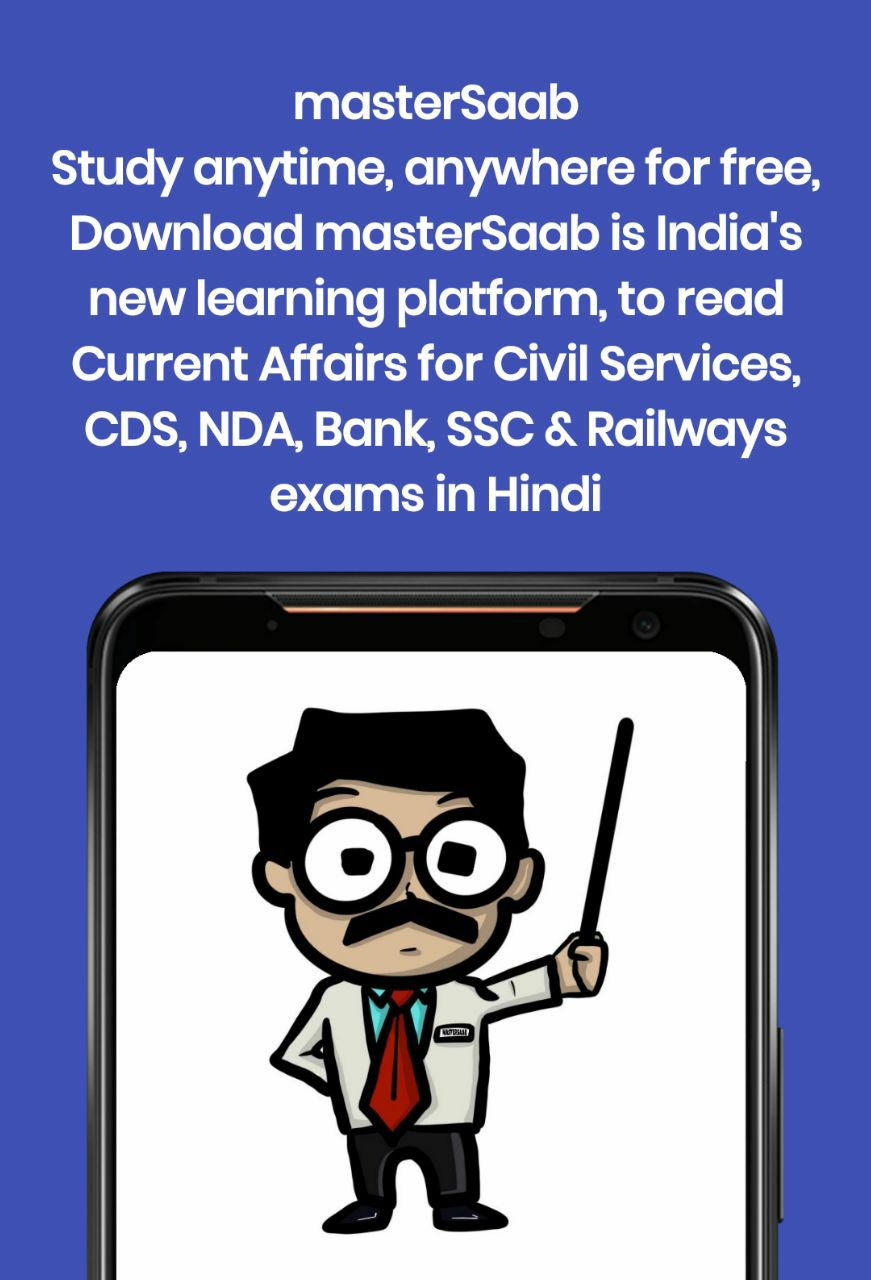 masterSaab
Study anytime, anywhere for free,
Download masterSaab is India's
new learning platform, to read
Current Affairs for Civil Services,
CDS, NDA, Bank, SSC & Railways
exams in Hindi
MASTERSAAB